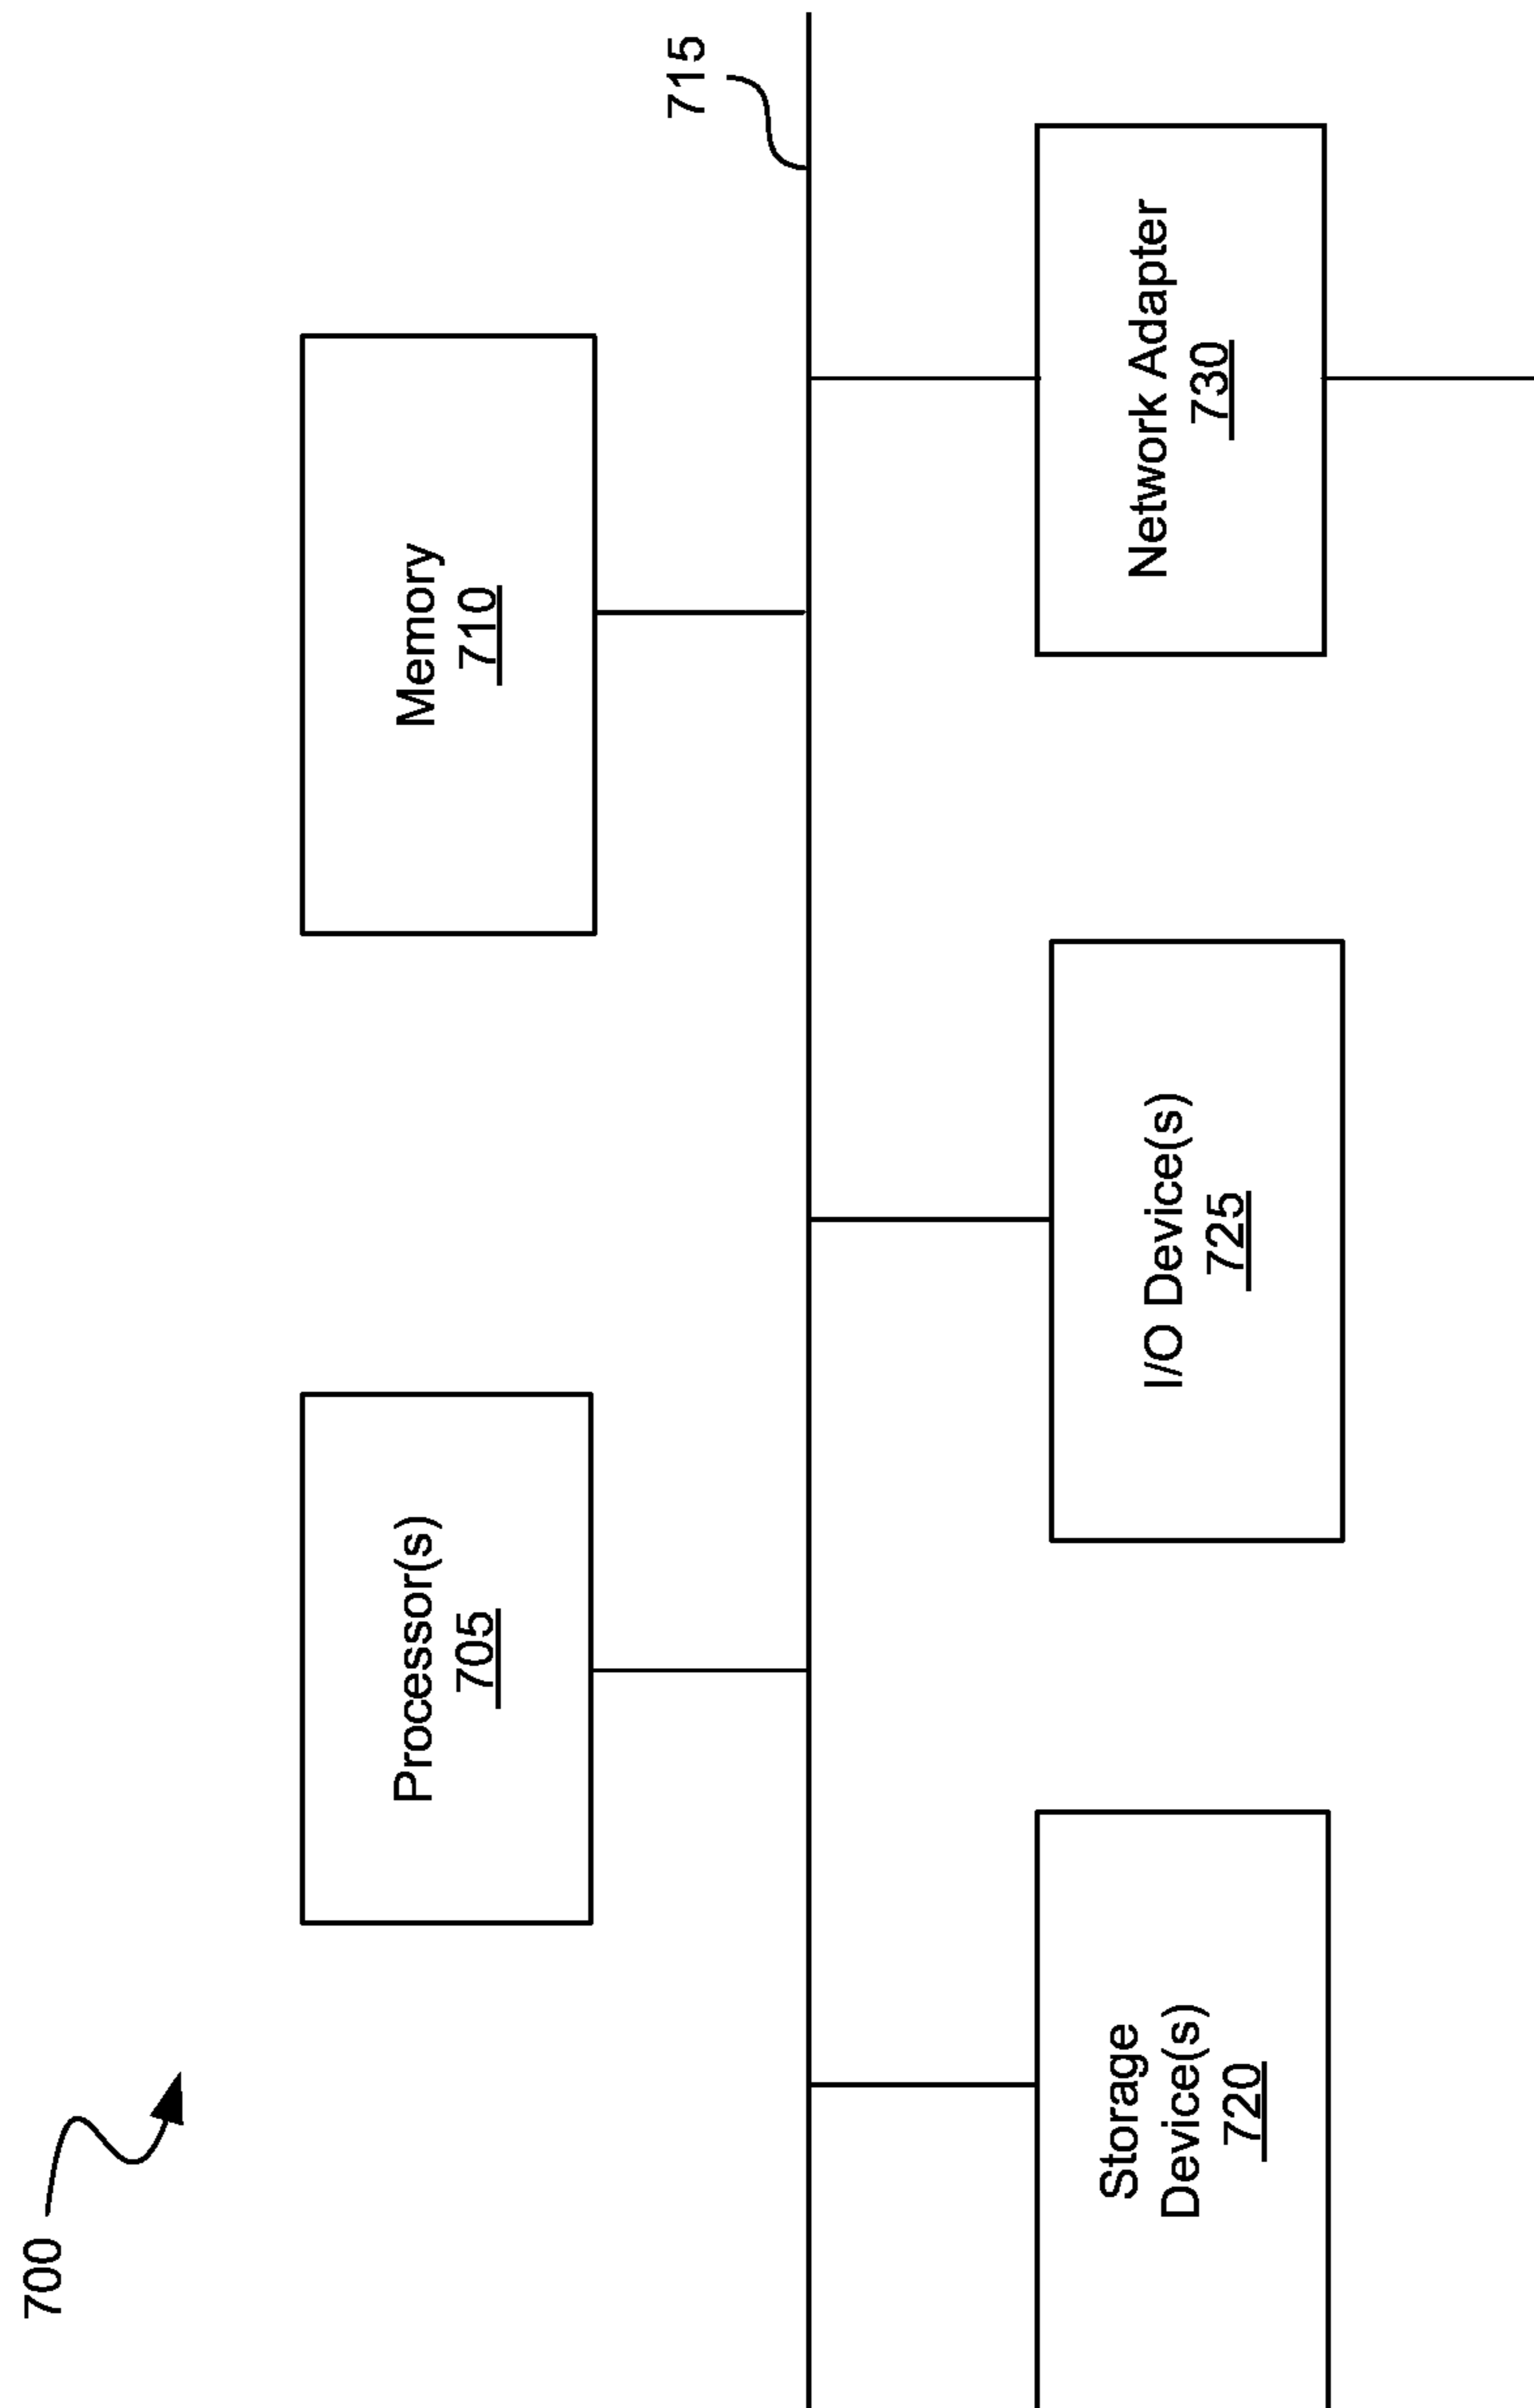 700
Processor(s)
705
Memory
710
715
Storage
Device(s)
720
I/O Device(s)
725
Network Adapter
730